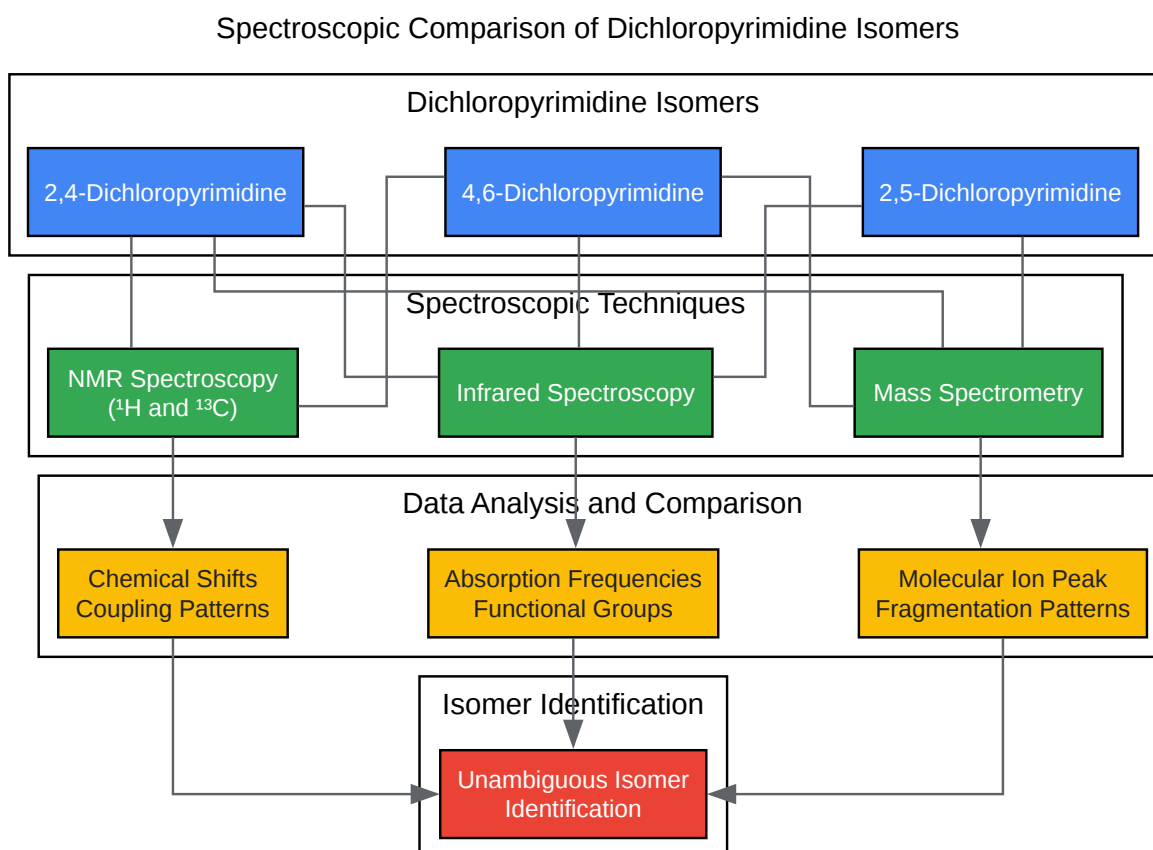 Spectroscopic Comparison of Dichloropyrimidine Isomers
Dichloropyrimidine Isomers
2,4-Dichloropyrimidine
4,6-Dichloropyrimidine
2,5-Dichloropyrimidine
Spectroscopic Techniques
NMR Spectroscopy
(¹H and ¹³C)
Infrared Spectroscopy
Mass Spectrometry
Data Analysis and Comparison
Chemical Shifts
Coupling Patterns
Absorption Frequencies
Functional Groups
Molecular Ion Peak
Fragmentation Patterns
Isomer Identification
Unambiguous Isomer
Identification